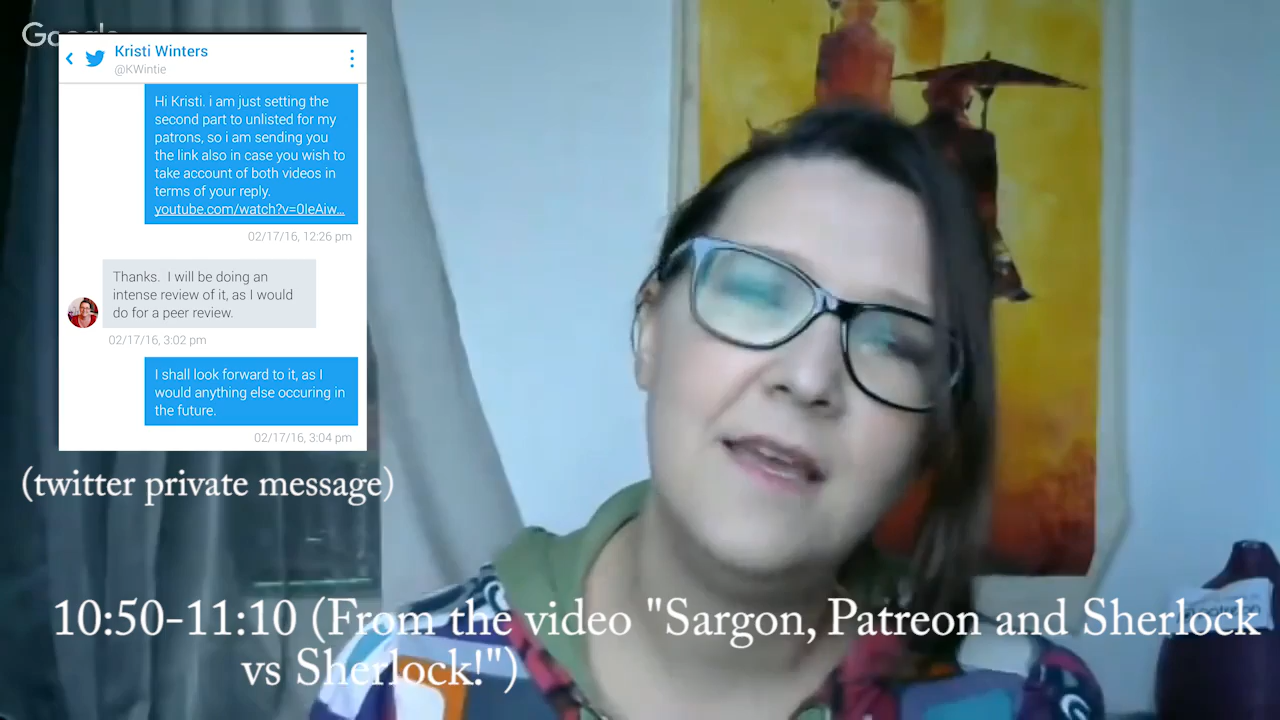 Google
Kristi Winters
@KWintie
Hi Kristi. i am just setting the
second part to unlisted for my
patrons, so i am sending you
the link also in case you wish to
take account of both videos in
terms of your reply.
youtube.com/watch?v=0IeAjw...
02/17/16, 12:26 pm
Thanks. I will be doing an
intense review of it, as I would
do for a peer review.
02/17/16, 3:02 pm
I shall look forward to it, as I
would anything else occuring in
the future.
02/17/16, 3:04 pm
(twitter private message)
10:50-11:10 (From the video "Sargon, Patreon and Sherlock
vs Sherlock!")